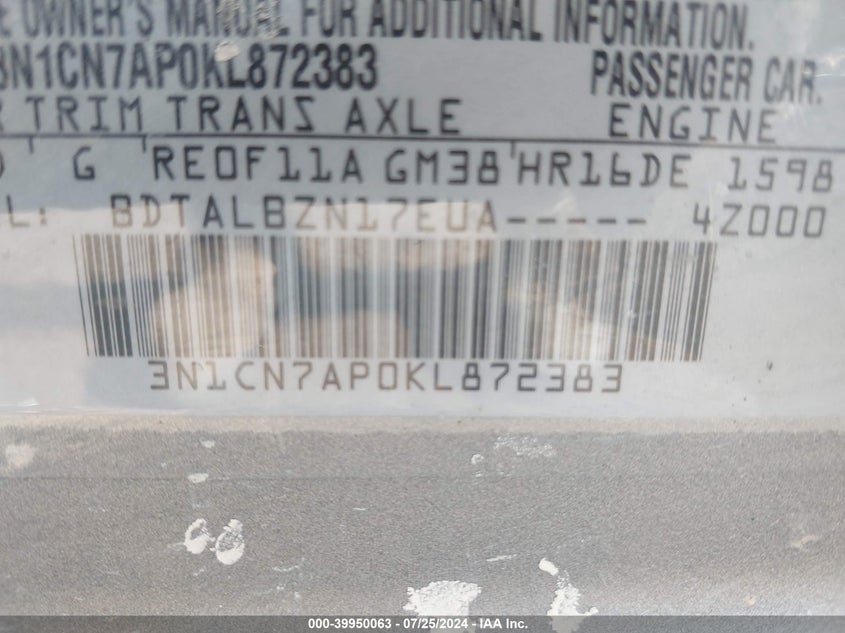 OWNER'S MANUAL FOR ADDITIONAL INFORMATION.
3N1CN7AP0KL872383 PASSENGER CAR.
TRIM TRANS AXLE ENGINE
G RE0F11A GM38 HR16DE 1598
L: BDTALBZN17EUA----- 4Z000
3N1CN7AP0KL872383
000-39950063 — 07/25/2024 — IAA Inc.